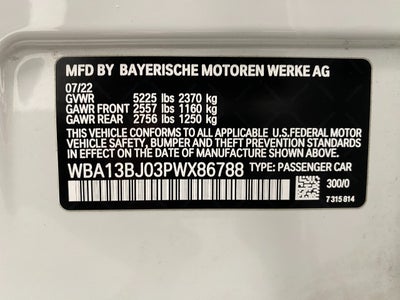 MFD BY BAYERISCHE MOTOREN WERKE AG
07/22
GVWR 5225 lbs 2370 kg
GAWR FRONT 2557 lbs 1160 kg
GAWR REAR 2756 lbs 1250 kg
THIS VEHICLE CONFORMS TO ALL APPLICABLE U.S.FEDERAL MOTOR
VEHICLE SAFETY, BUMPER AND THEFT PREVENTION STANDARDS IN
EFFECT ON THE DATE OF MANUFACTURE SHOWN ABOVE.
WBA13BJ03PWX86788 TYPE: PASSENGER CAR
300/0
7 315 814